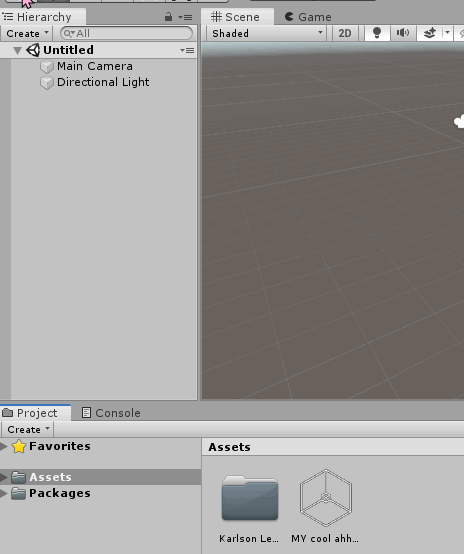 Hierarchy
Scene
Game
Create
All
Shaded
2D
Untitled
Main Camera
Directional Light
Project
Console
Create
Favorites
Assets
Assets
Packages
Karlson Le...
MY cool ahh...